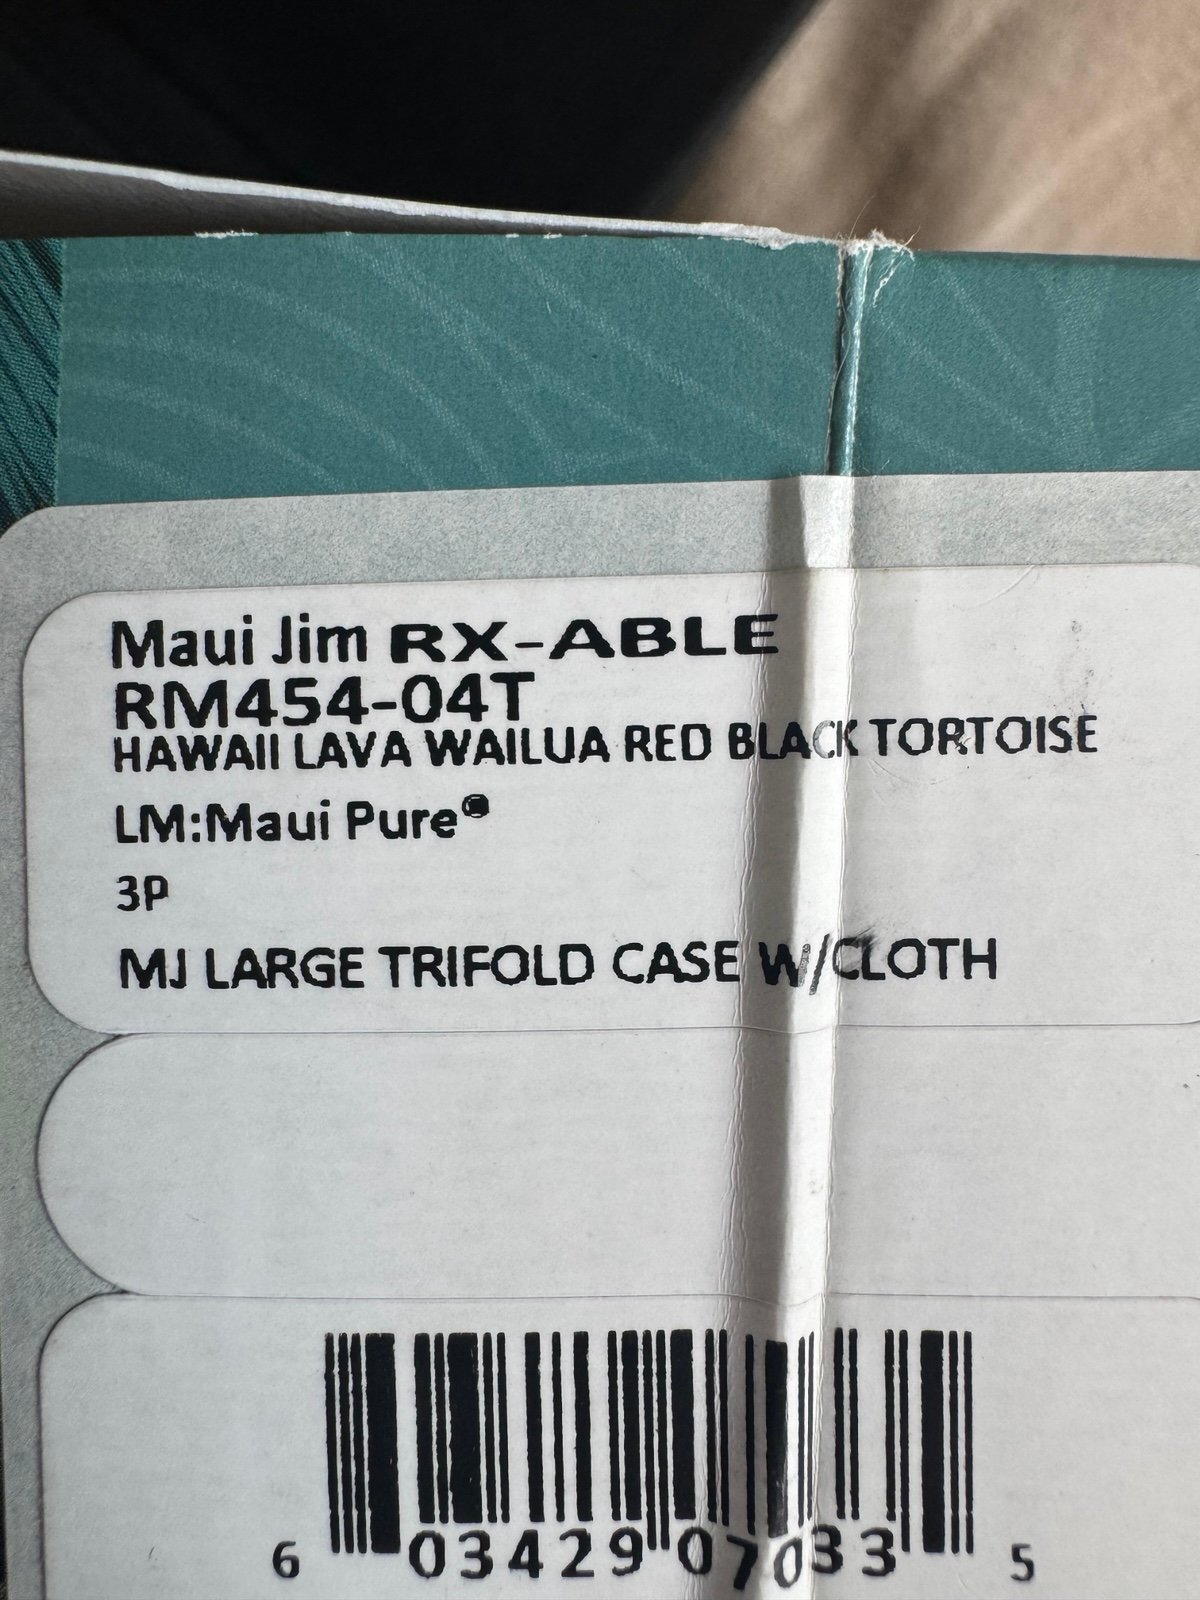 Maui Jim RX-ABLE
RM454-04T
HAWAII LAVA WAILUA RED BLACK TORTOISE
LM:Maui Pure®
3P
MJ LARGE TRIFOLD CASE W/CLOTH
6 03429 07033 5